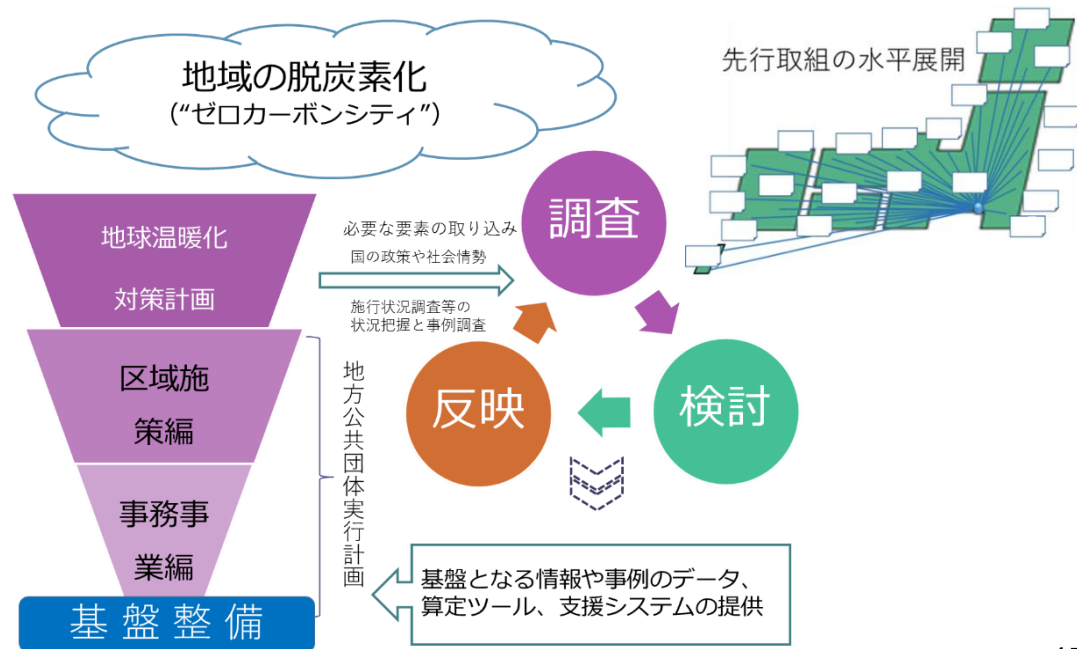 地域の脱炭素化
(“ゼロカーボンシティ”)
先行取組の水平展開
地球温暖化
対策計画
区域施
策編
事務事
業編
基盤整備
地方公共団体実行計画
必要な要素の取り込み
国の政策や社会情勢
施行状況調査等の
状況把握と事例調査
調査
検討
反映
基盤となる情報や事例のデータ、
算定ツール、支援システムの提供